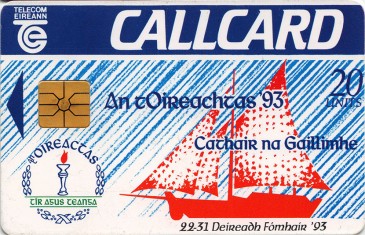 TELECOM
EIREANN
CALLCARD
An tOireachtas '93
20
UNITS
Cathair na Gaillimhe
OIREACTAS
TÍR AGUS TEANGA
22-31 Deireadh Fómhair '93